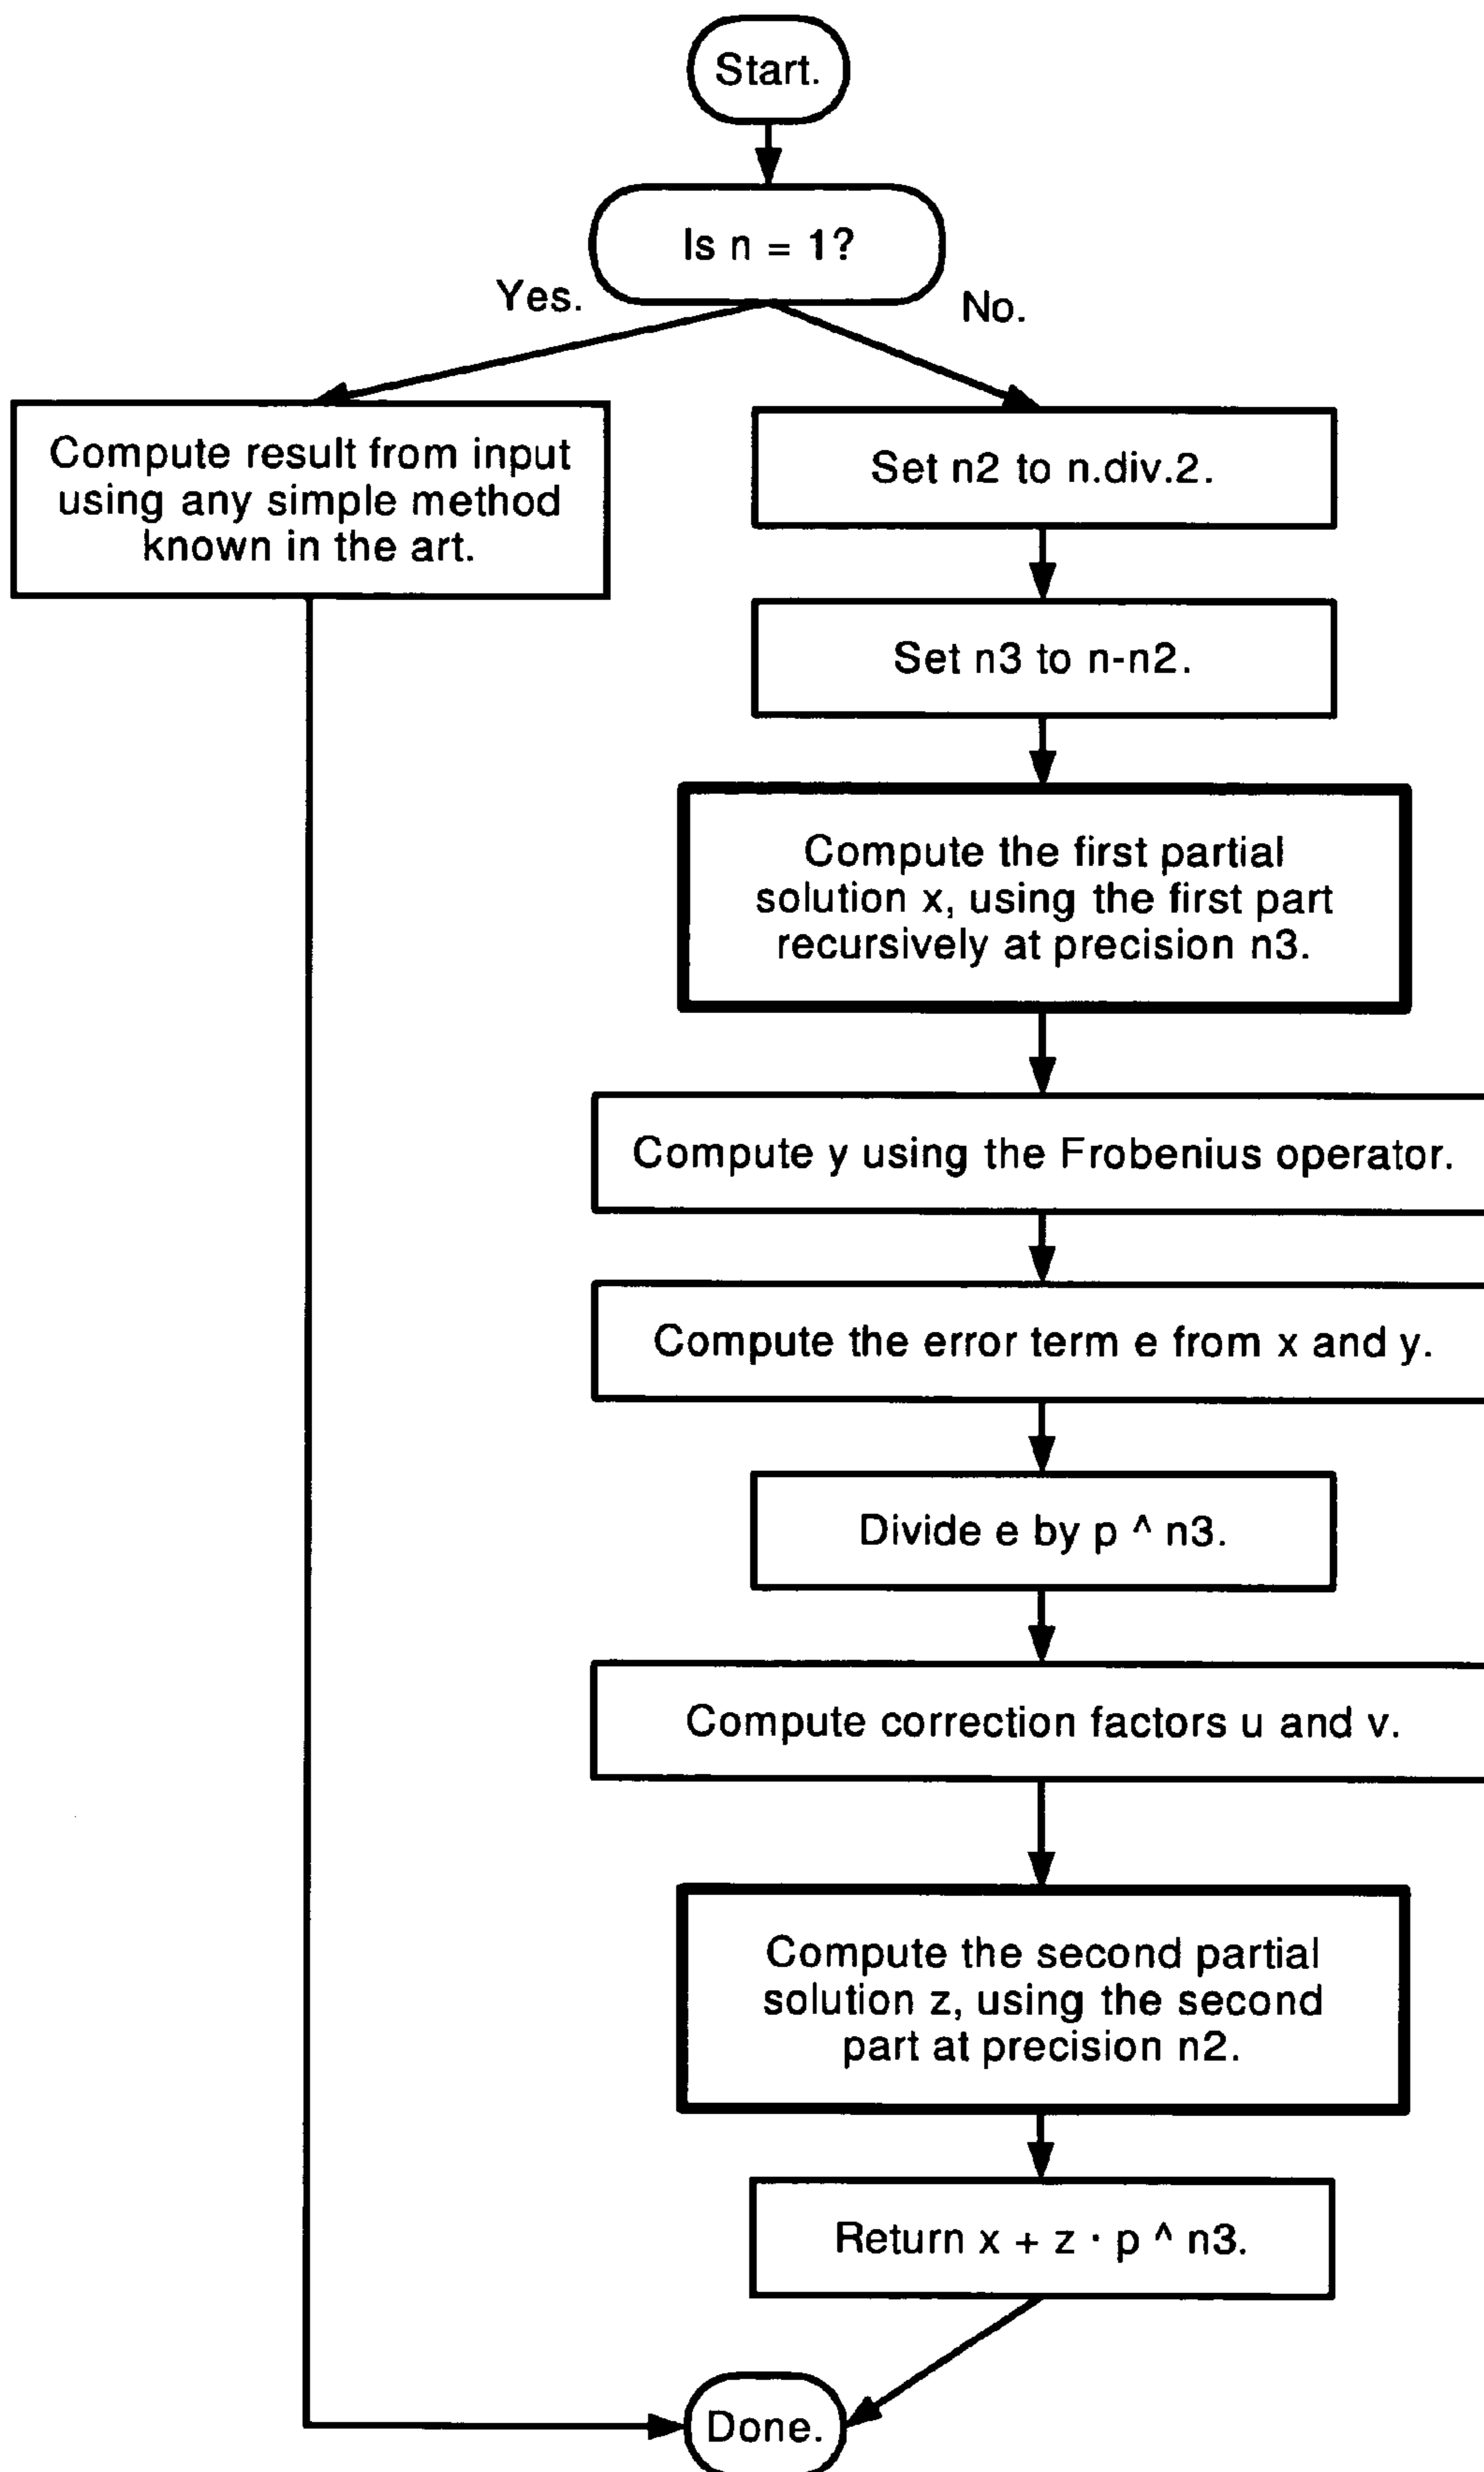 Start.
Is n = 1?
Yes.
No.
Compute result from input
using any simple method
known in the art.
Set n2 to n.div.2.
Set n3 to n-n2.
Compute the first partial
solution x, using the first part
recursively at precision n3.
Compute y using the Frobenius operator.
Compute the error term e from x and y.
Divide e by p ^ n3.
Compute correction factors u and v.
Compute the second partial
solution z, using the second
part at precision n2.
Return x + z · p ^ n3.
Done.